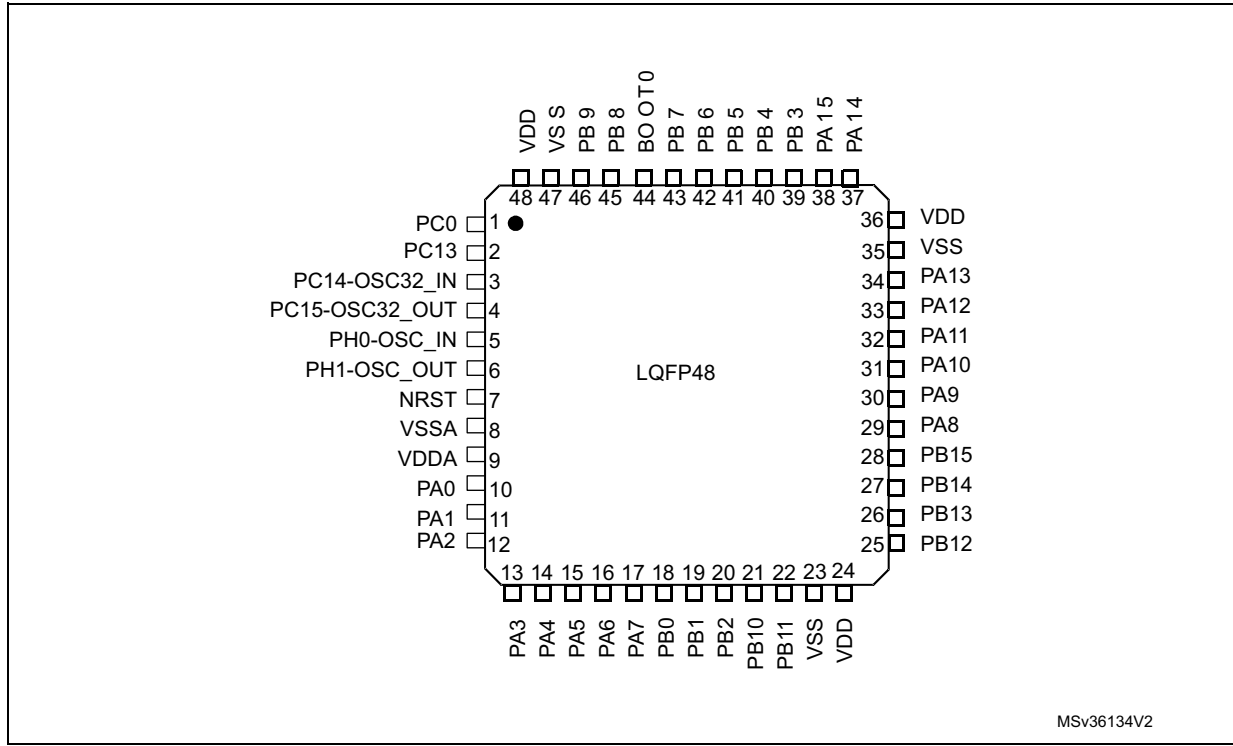 VDD
VSS
PB9
PB8
BOOT0
PB7
PB6
PB5
PB4
PB3
PA15
PA14
48 47 46 45 44 43 42 41 40 39 38 37
PC0 1
PC13 2
PC14-OSC32_IN 3
PC15-OSC32_OUT 4
PH0-OSC_IN 5
PH1-OSC_OUT 6
NRST 7
VSSA 8
VDDA 9
PA0 10
PA1 11
PA2 12
LQFP48
36 VDD
35 VSS
34 PA13
33 PA12
32 PA11
31 PA10
30 PA9
29 PA8
28 PB15
27 PB14
26 PB13
25 PB12
13 14 15 16 17 18 19 20 21 22 23 24
PA3
PA4
PA5
PA6
PA7
PB0
PB1
PB2
PB10
PB11
VSS
VDD
MSv36134V2